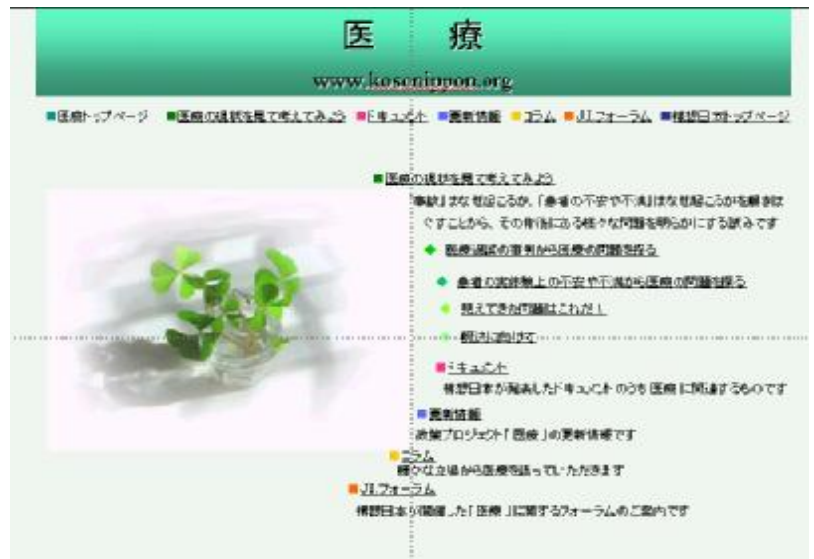 医 療
www.kosonippon.org
■医療トップページ ■医療の現状を見て考えてみよう ■ドキュメント ■更新情報 ■コラム ■J.I.フォーラム ■構想日本トップページ
■医療の現状を見て考えてみよう
「事故」はなぜ起こるか、「患者の不安や不満」はなぜ起こるかを解きほ
ぐすことから、その背後にある様々な問題を明らかにする試みです
◆ 医療過誤の審判から医療の問題を探る
◆ 患者の実体験上の不安や不満から医療の問題を探る
◆ 見えてきた問題はこれだ！
◆ 解決に向けて
■ドキュメント
構想日本が発表したドキュメントのうち医療に関連するものです
■更新情報
政策プロジェクト「医療」の更新情報です
■コラム
様々な立場から医療を語っていただきます
■J.I.フォーラム
構想日本が開催した「医療」に関するフォーラムのご案内です